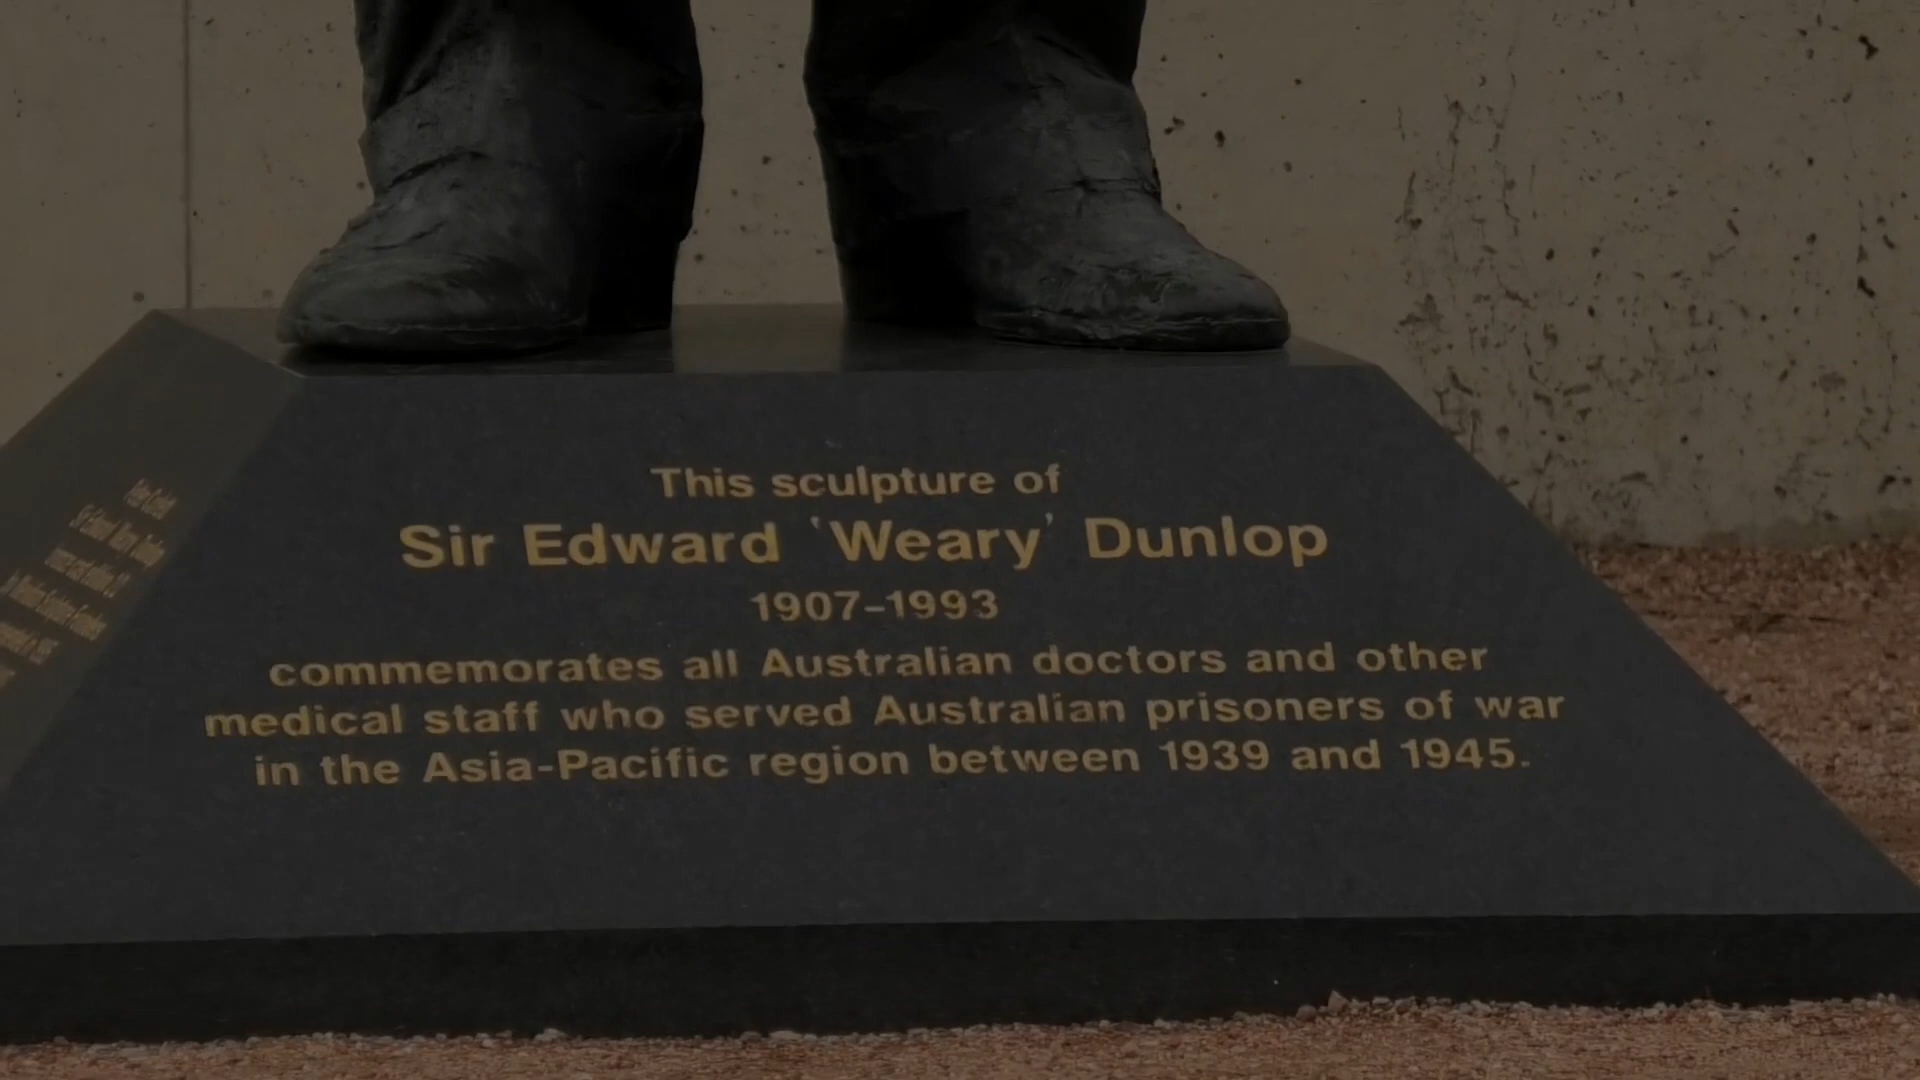 This sculpture of
Sir Edward 'Weary' Dunlop
1907-1993
commemorates all Australian doctors and other
medical staff who served Australian prisoners of war
in the Asia-Pacific region between 1939 and 1945.